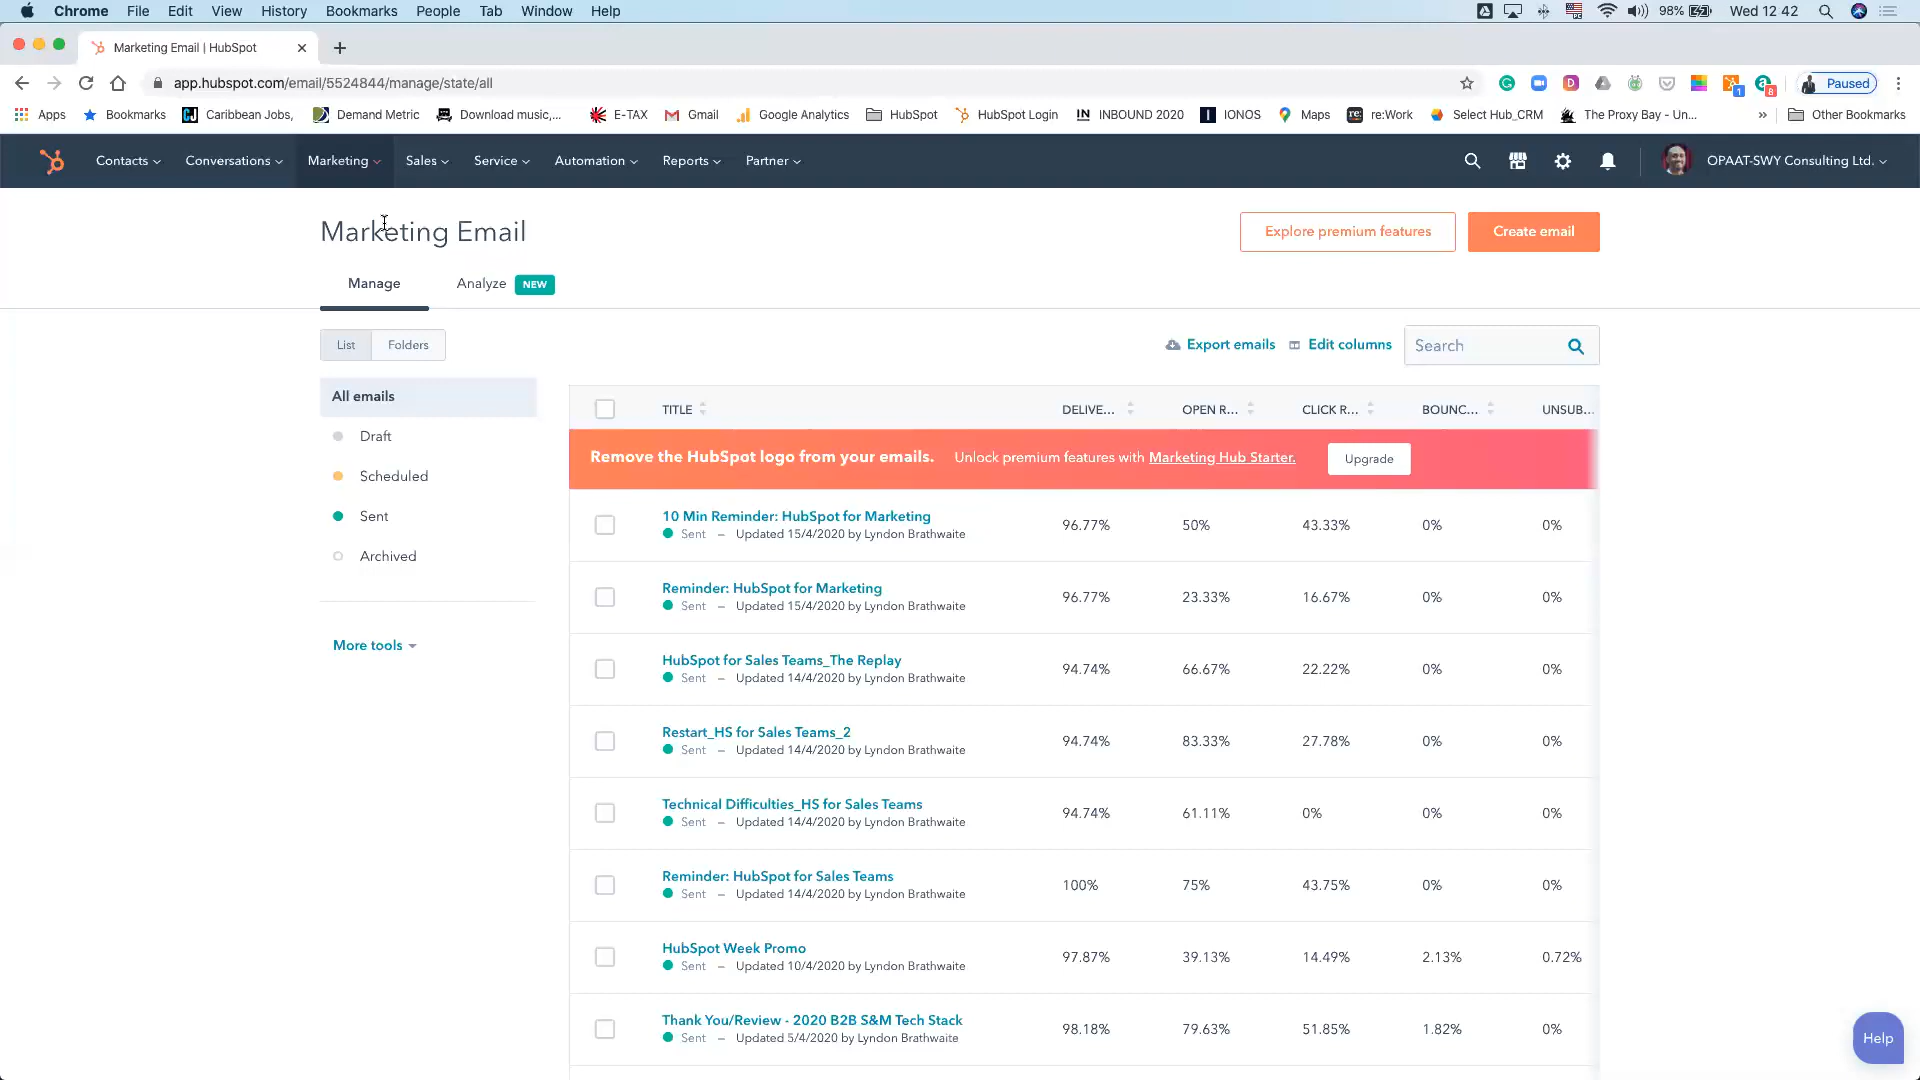 Chrome File Edit View History Bookmarks People Tab Window Help 98% Wed 12 42
Marketing Email | HubSpot
app.hubspot.com/email/5524844/manage/state/all Paused
Apps Bookmarks Caribbean Jobs, Demand Metric Download music,... E-TAX Gmail Google Analytics HubSpot HubSpot Login INBOUND 2020 IONOS Maps re:Work Select Hub_CRM The Proxy Bay - Un... » Other Bookmarks
Contacts Conversations Marketing Sales Service Automation Reports Partner OPAAT-SWY Consulting Ltd.
Marketing Email
Explore premium features Create email
Manage Analyze NEW
List Folders Export emails Edit columns Search
All emails
Draft
Scheduled
Sent
Archived
More tools
TITLE DELIVE... OPEN R... CLICK R... BOUNC... UNSUB...
Remove the HubSpot logo from your emails. Unlock premium features with Marketing Hub Starter. Upgrade
10 Min Reminder: HubSpot for Marketing 96.77% 50% 43.33% 0% 0%
Sent – Updated 15/4/2020 by Lyndon Brathwaite
Reminder: HubSpot for Marketing 96.77% 23.33% 16.67% 0% 0%
Sent – Updated 15/4/2020 by Lyndon Brathwaite
HubSpot for Sales Teams_The Replay 94.74% 66.67% 22.22% 0% 0%
Sent – Updated 14/4/2020 by Lyndon Brathwaite
Restart_HS for Sales Teams_2 94.74% 83.33% 27.78% 0% 0%
Sent – Updated 14/4/2020 by Lyndon Brathwaite
Technical Difficulties_HS for Sales Teams 94.74% 61.11% 0% 0% 0%
Sent – Updated 14/4/2020 by Lyndon Brathwaite
Reminder: HubSpot for Sales Teams 100% 75% 43.75% 0% 0%
Sent – Updated 14/4/2020 by Lyndon Brathwaite
HubSpot Week Promo 97.87% 39.13% 14.49% 2.13% 0.72%
Sent – Updated 10/4/2020 by Lyndon Brathwaite
Thank You/Review - 2020 B2B S&M Tech Stack 98.18% 79.63% 51.85% 1.82% 0%
Sent – Updated 5/4/2020 by Lyndon Brathwaite
Help